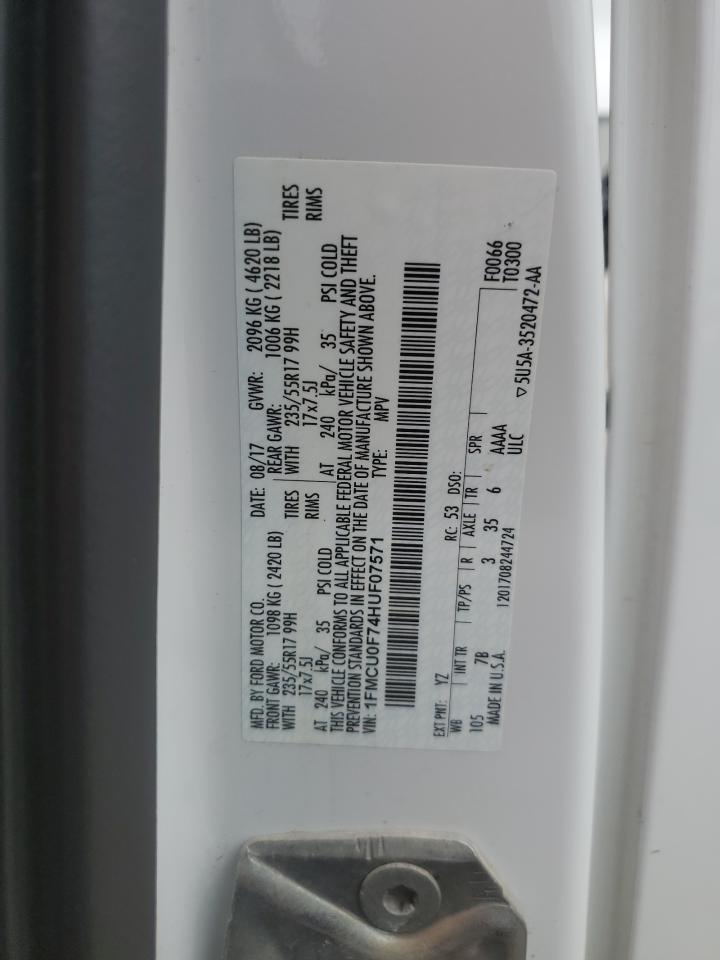 MFD. BY FORD MOTOR CO. DATE: 08/17 GVWR: 2096 KG ( 4620 LB)
FRONT GAWR: 1098 KG ( 2420 LB) REAR GAWR: 1006 KG ( 2218 LB)
WITH 235/55R17 99H TIRES WITH 235/55R17 99H TIRES
17x7.5J RIMS 17x7.5J RIMS
AT 240 kPa/ 35 PSI COLD AT 240 kPa/ 35 PSI COLD
THIS VEHICLE CONFORMS TO ALL APPLICABLE FEDERAL MOTOR VEHICLE SAFETY AND THEFT
PREVENTION STANDARDS IN EFFECT ON THE DATE OF MANUFACTURE SHOWN ABOVE.
VIN: 1FMCU0F74HUF07571 TYPE: MPV
EXT PNT: YZ RC: 53 DSO: F0066
WB INT TR TP/PS R AXLE TR SPR T0300
105 7B 3 35 6 AAAA
MADE IN U.S.A. 1201708244724 ULC ▽5U5A-3520472-AA